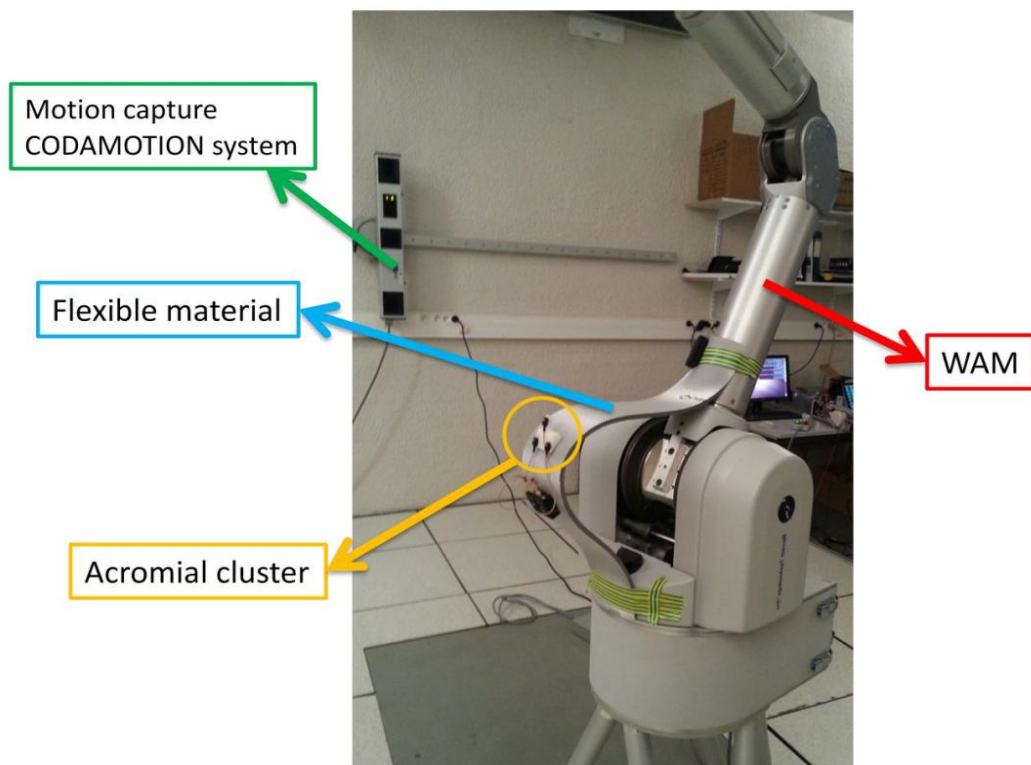 Motion capture
CODAMOTION system
Flexible material
WAM
Acromial cluster